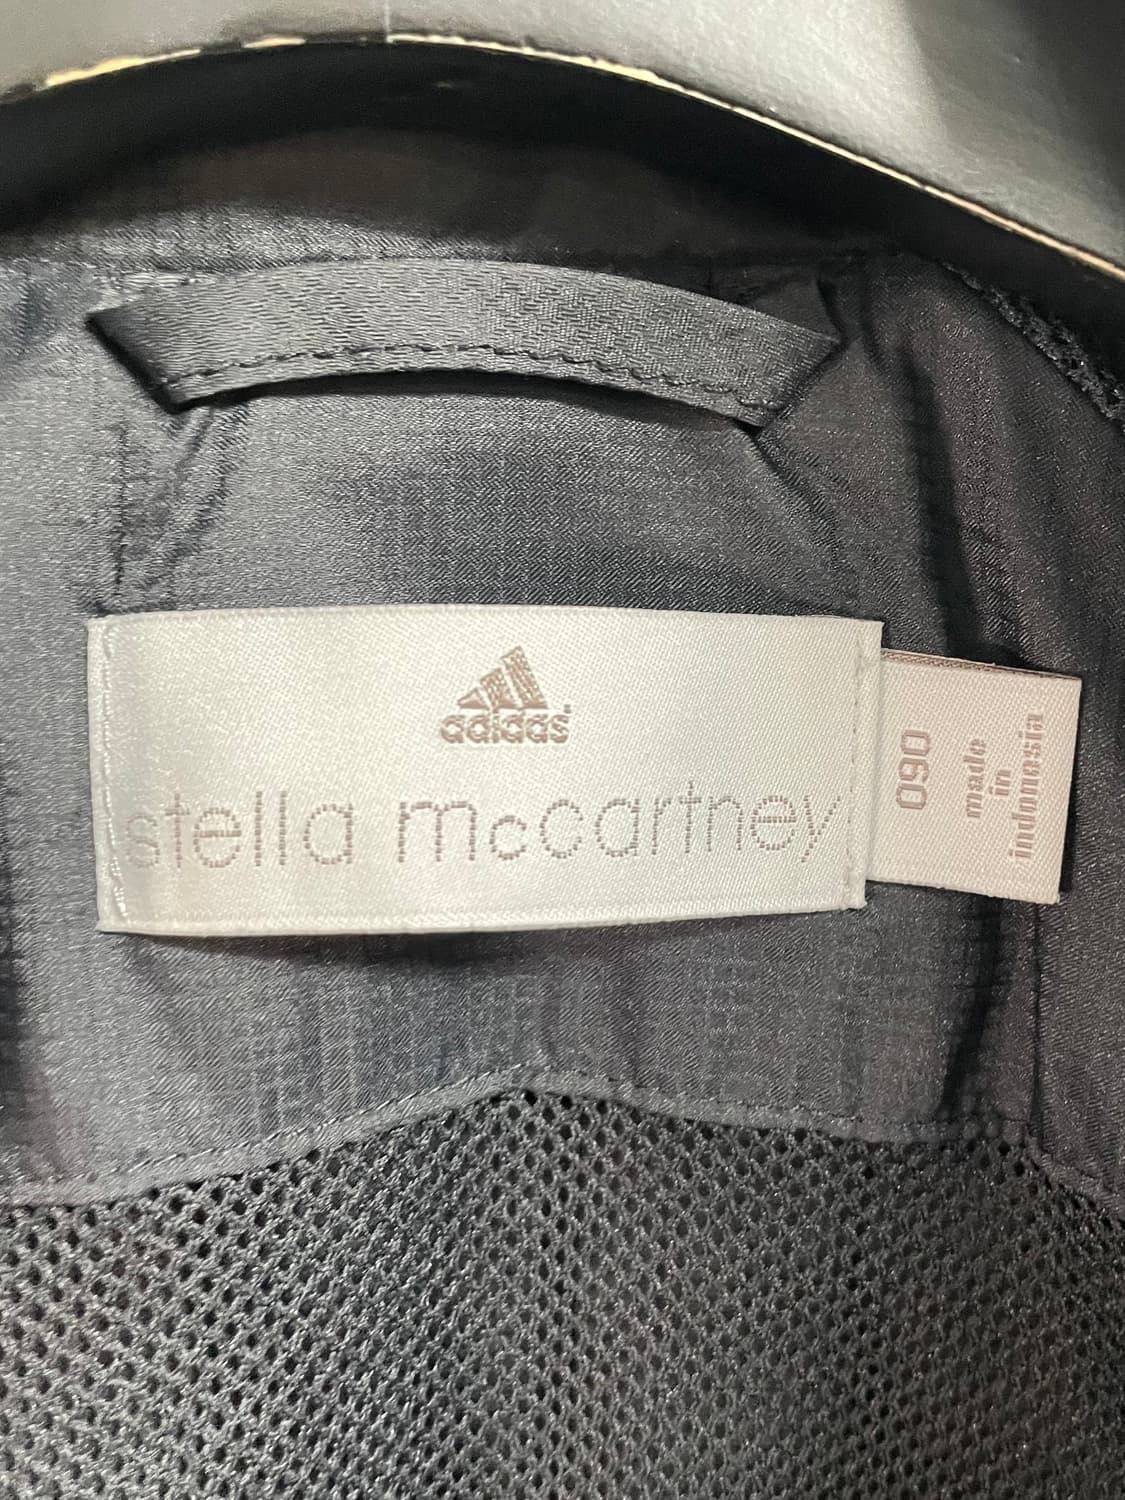 adidas
stella mccartney
090
made
in
indonesia